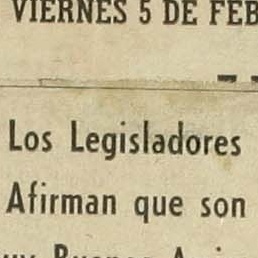 VIERNES 5 DE FEB
Los Legisladores
Afirman que son